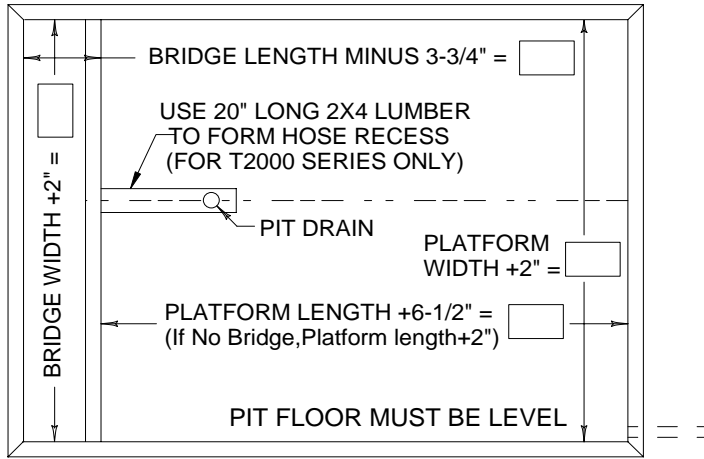 BRIDGE LENGTH MINUS 3-3/4" =
USE 20" LONG 2X4 LUMBER
TO FORM HOSE RECESS
(FOR T2000 SERIES ONLY)
BRIDGE WIDTH +2" =
PIT DRAIN
PLATFORM
WIDTH +2" =
PLATFORM LENGTH +6-1/2" =
(If No Bridge,Platform length+2")
PIT FLOOR MUST BE LEVEL